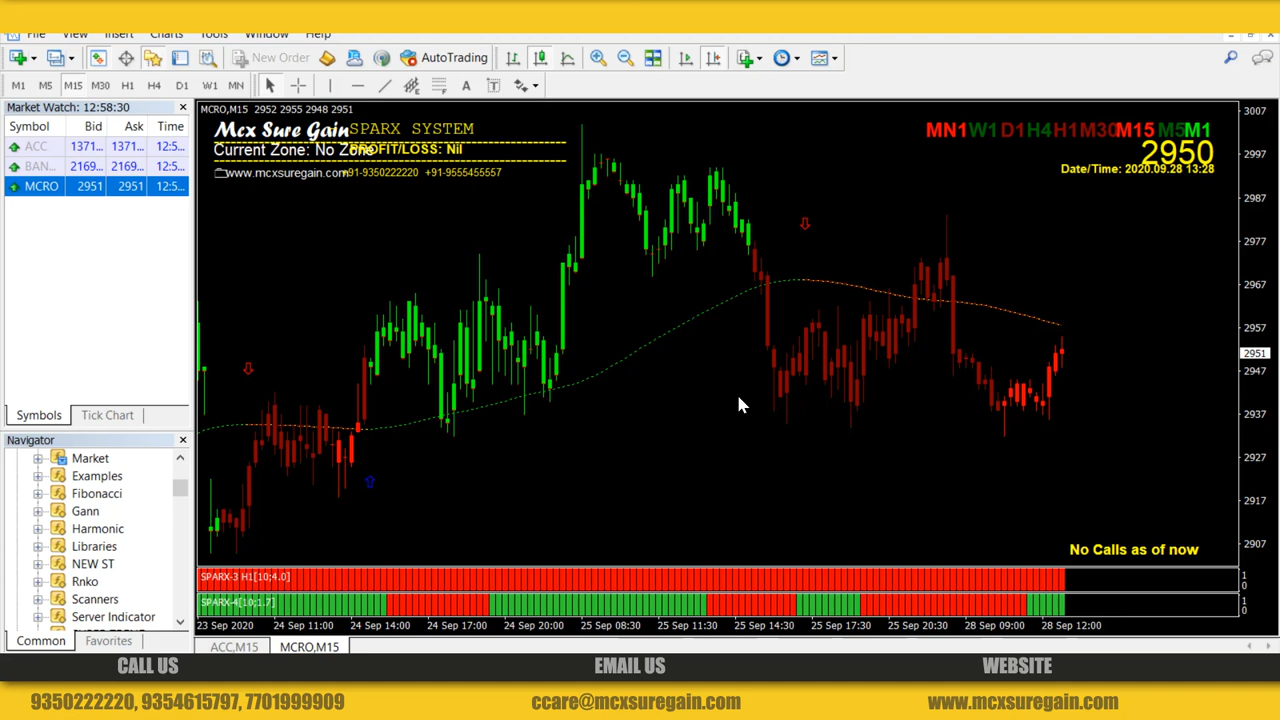 File View Insert Charts Tools Window Help
New Order AutoTrading
M1 M5 M15 M30 H1 H4 D1 W1 MN A T
Market Watch: 12:58:30
Symbol Bid Ask Time
ACC 1371... 1371... 12:5...
BAN... 2169... 2169... 12:5...
MCRO 2951 2951 12:5...
Symbols Tick Chart
Navigator
Market
Examples
Fibonacci
Gann
Harmonic
Libraries
NEW ST
Rnko
Scanners
Server Indicator
Common Favorites
MCRO,M15 2952 2955 2948 2951
Mcx Sure Gain SPARX SYSTEM
Current Zone: No Zone PROFIT/LOSS: Nil
www.mcxsuregain.com +91-9350222220 +91-9555455557
MN1 W1 D1 H4 H1 M30 M15 M5 M1
2950
Date/Time: 2020.09.28 13:28
3007
2997
2987
2977
2967
2957
2951
2947
2937
2927
2917
2907
No Calls as of now
SPARX-3 H1[10;4.0]
1
0
SPARX-4[10;1.7]
1
0
23 Sep 2020 24 Sep 11:00 24 Sep 14:00 24 Sep 17:00 24 Sep 20:00 25 Sep 08:30 25 Sep 11:30 25 Sep 14:30 25 Sep 17:30 25 Sep 20:30 28 Sep 09:00 28 Sep 12:00
ACC,M15 MCRO,M15
CALL US EMAIL US WEBSITE
9350222220, 9354615797, 7701999909 ccare@mcxsuregain.com www.mcxsuregain.com